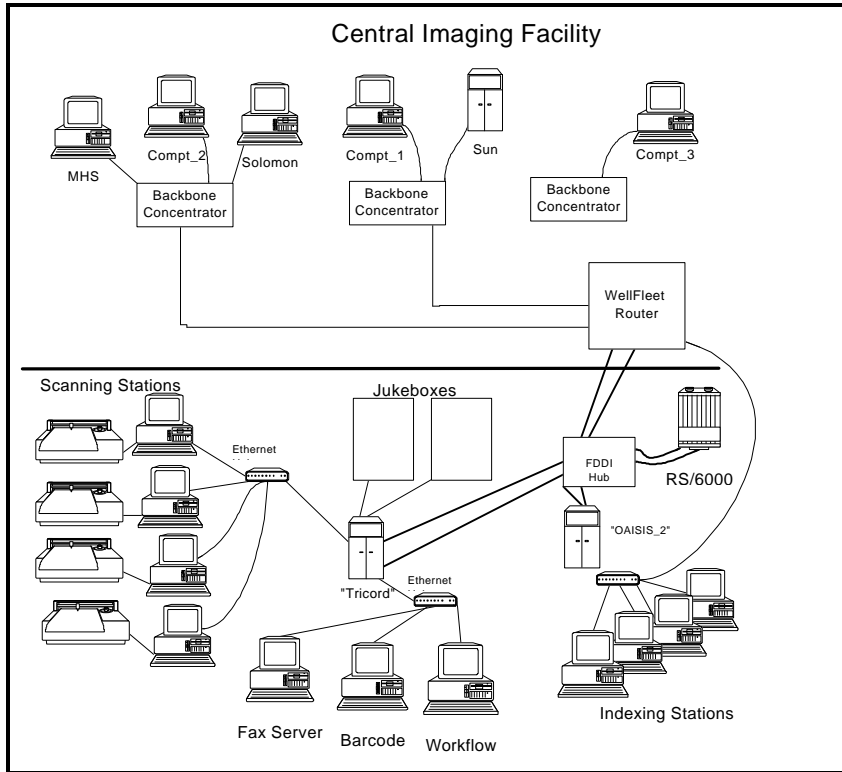 Central Imaging Facility
MHS
Compt_2
Solomon
Compt_1
Sun
Compt_3
Backbone
Concentrator
Backbone
Concentrator
Backbone
Concentrator
WellFleet
Router
Scanning Stations
Jukeboxes
Ethernet
FDDI
Hub
RS/6000
"OAISIS_2"
"Tricord"
Ethernet
Fax Server
Barcode
Workflow
Indexing Stations